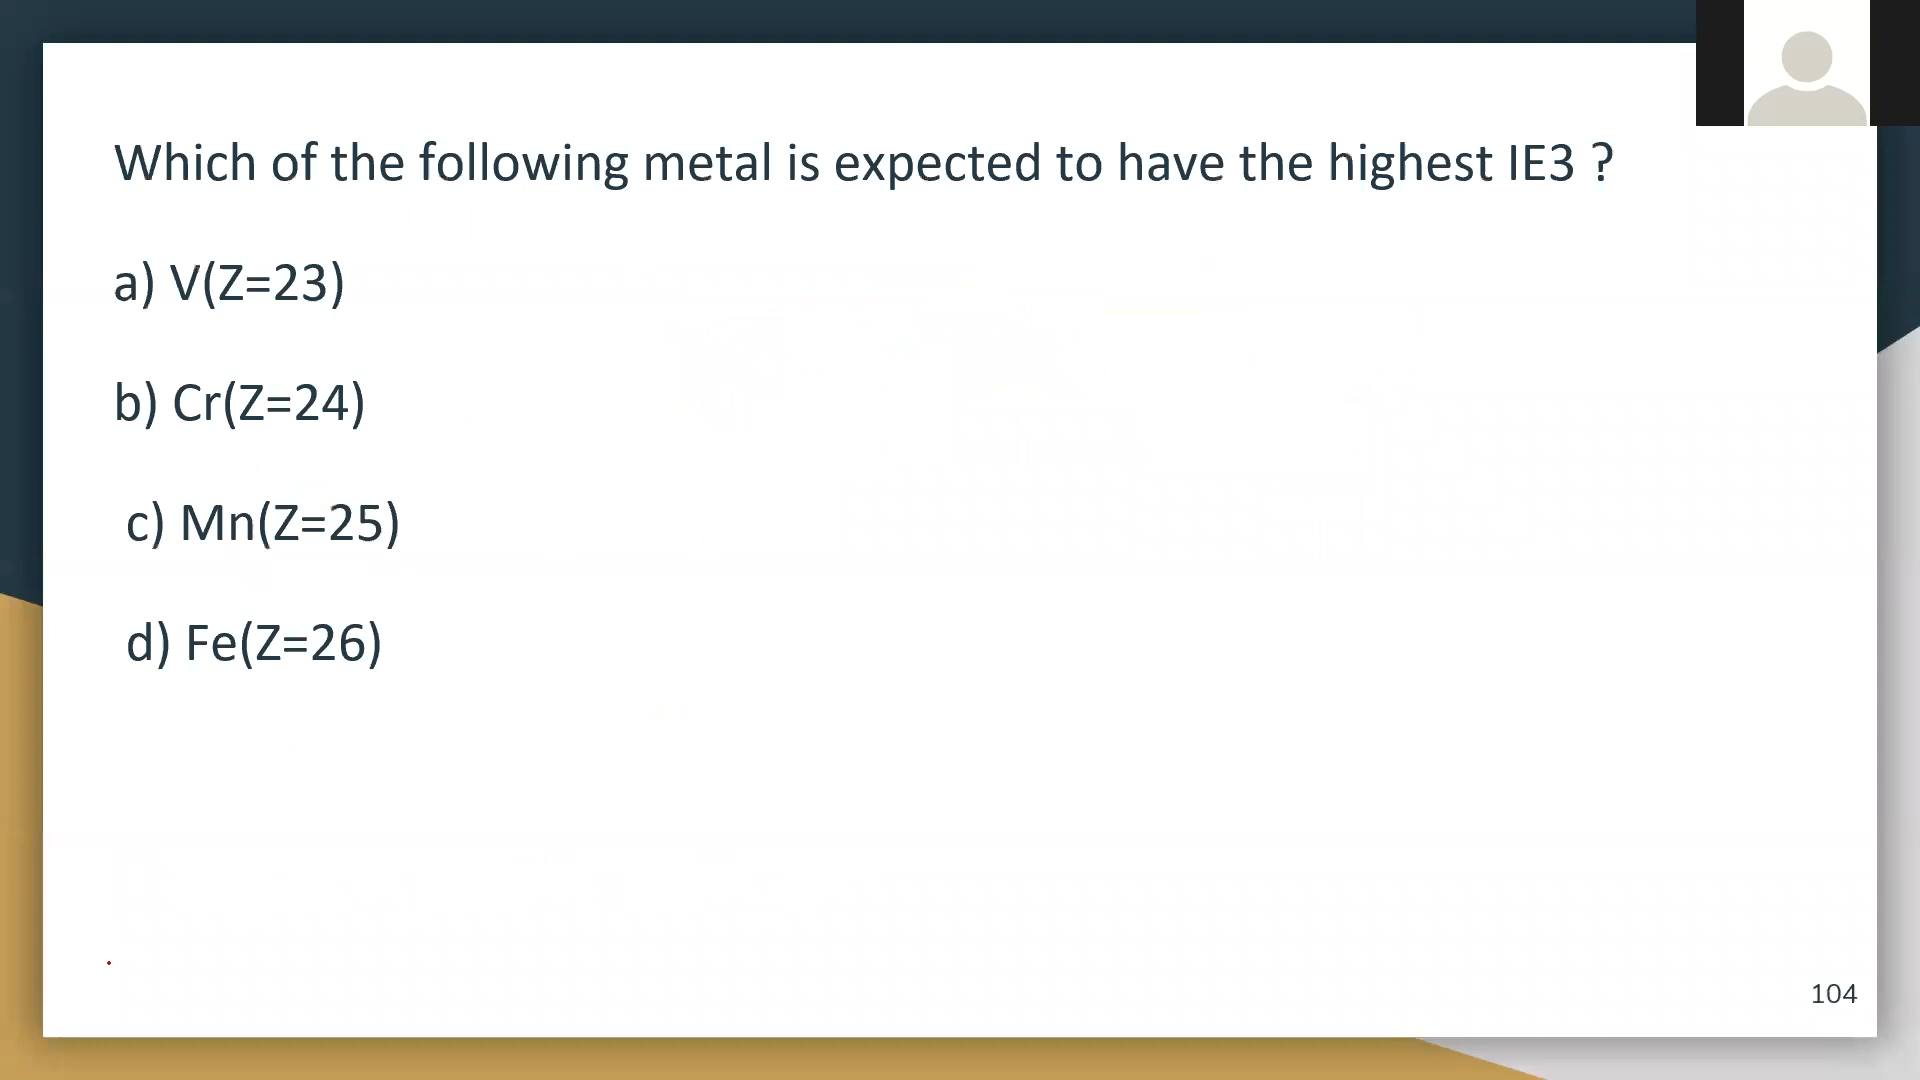 Which of the following metal is expected to have the highest IE3 ?
a) V(Z=23)
b) Cr(Z=24)
c) Mn(Z=25)
d) Fe(Z=26)
104